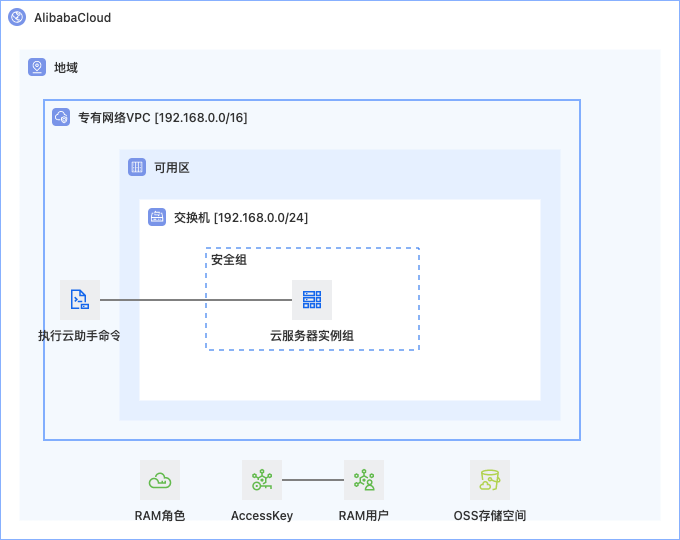 AlibabaCloud
地域
专有网络VPC [192.168.0.0/16]
可用区
交换机 [192.168.0.0/24]
安全组
执行云助手命令
云服务器实例组
RAM角色
AccessKey
RAM用户
OSS存储空间